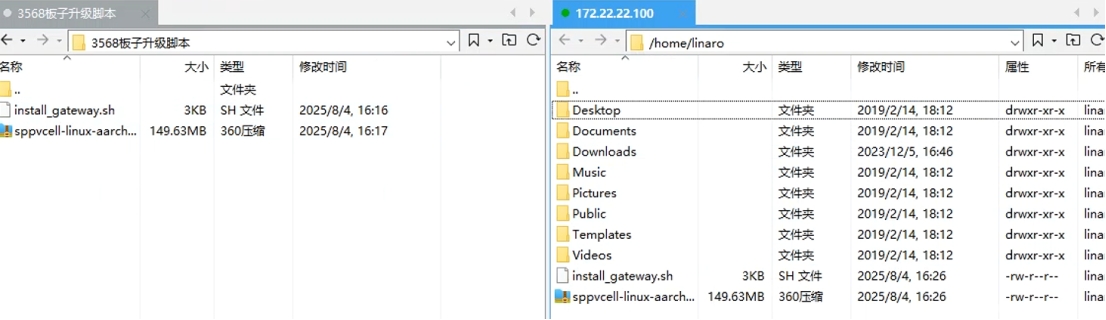 3568板子升级脚本
3568板子升级脚本
名称 大小 类型 修改时间
.. 文件夹
install_gateway.sh 3KB SH 文件 2025/8/4, 16:16
sppvcell-linux-aarch... 149.63MB 360压缩 2025/8/4, 16:17
172.22.22.100
/home/linaro
名称 大小 类型 修改时间 属性 所有
..
Desktop 文件夹 2019/2/14, 18:12 drwxr-xr-x lina
Documents 文件夹 2019/2/14, 18:12 drwxr-xr-x lina
Downloads 文件夹 2023/12/5, 16:46 drwxr-xr-x lina
Music 文件夹 2019/2/14, 18:12 drwxr-xr-x lina
Pictures 文件夹 2019/2/14, 18:12 drwxr-xr-x lina
Public 文件夹 2019/2/14, 18:12 drwxr-xr-x lina
Templates 文件夹 2019/2/14, 18:12 drwxr-xr-x lina
Videos 文件夹 2019/2/14, 18:12 drwxr-xr-x lina
install_gateway.sh 3KB SH 文件 2025/8/4, 16:26 -rw-r--r-- lina
sppvcell-linux-aarch... 149.63MB 360压缩 2025/8/4, 16:26 -rw-r--r-- lina